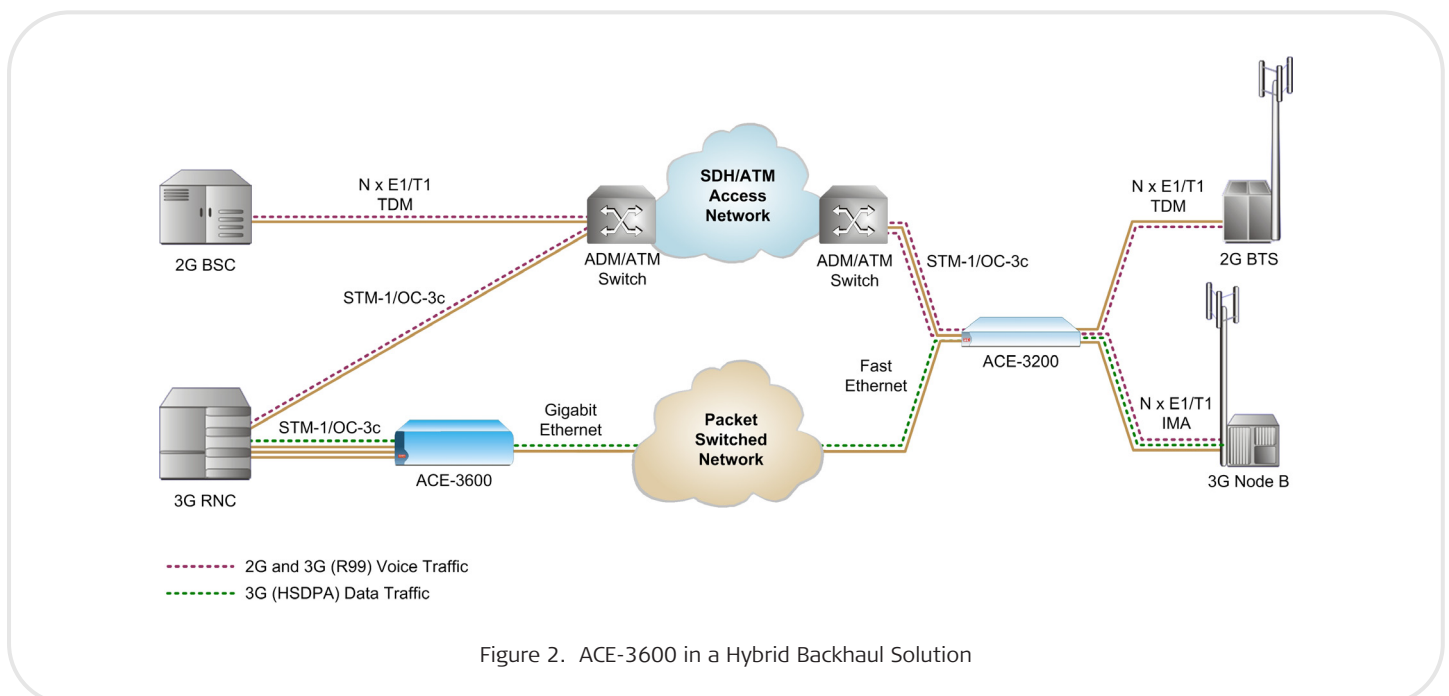 N x E1/T1
TDM
2G BSC
ADM/ATM
Switch
SDH/ATM
Access
Network
ADM/ATM
Switch
STM-1/OC-3c
N x E1/T1
TDM
2G BTS
STM-1/OC-3c
ACE-3200
Fast
Ethernet
N x E1/T1
IMA
3G Node B
STM-1/OC-3c
ACE-3600
Gigabit
Ethernet
Packet
Switched
Network
3G RNC
2G and 3G (R99) Voice Traffic
3G (HSDPA) Data Traffic
Figure 2. ACE-3600 in a Hybrid Backhaul Solution